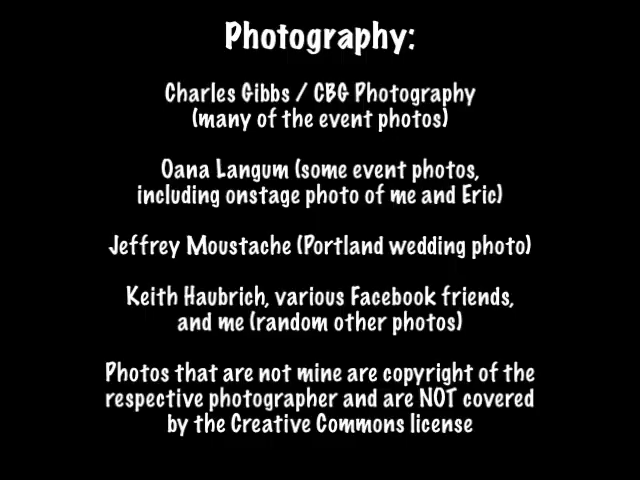 Photography:
Charles Gibbs / CBG Photography
(many of the event photos)
Oana Langum (some event photos,
including onstage photo of me and Eric)
Jeffrey Moustache (Portland wedding photo)
Keith Haubrich, various Facebook friends,
and me (random other photos)
Photos that are not mine are copyright of the
respective photographer and are NOT covered
by the Creative Commons license